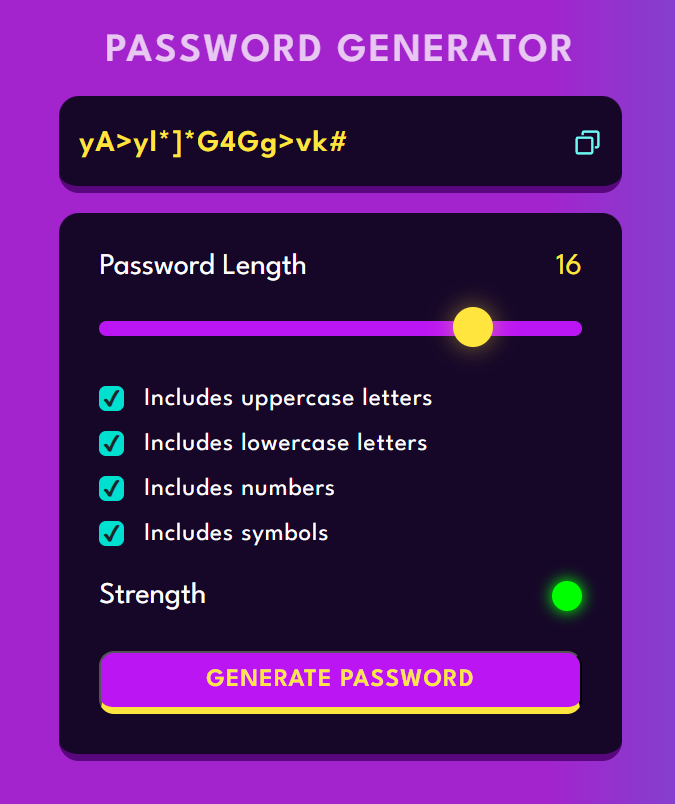 PASSWORD GENERATOR
yA>yl*]*G4Gg>vk#
Password Length
16
Includes uppercase letters
Includes lowercase letters
Includes numbers
Includes symbols
Strength
GENERATE PASSWORD